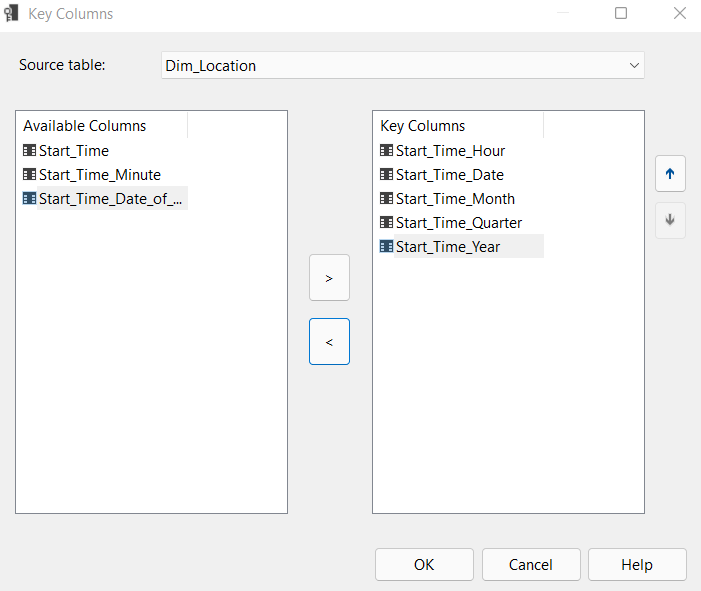 Key Columns
Source table:
Dim_Location
Available Columns
Start_Time
Start_Time_Minute
Start_Time_Date_of_...
>
<
Key Columns
Start_Time_Hour
Start_Time_Date
Start_Time_Month
Start_Time_Quarter
Start_Time_Year
OK
Cancel
Help